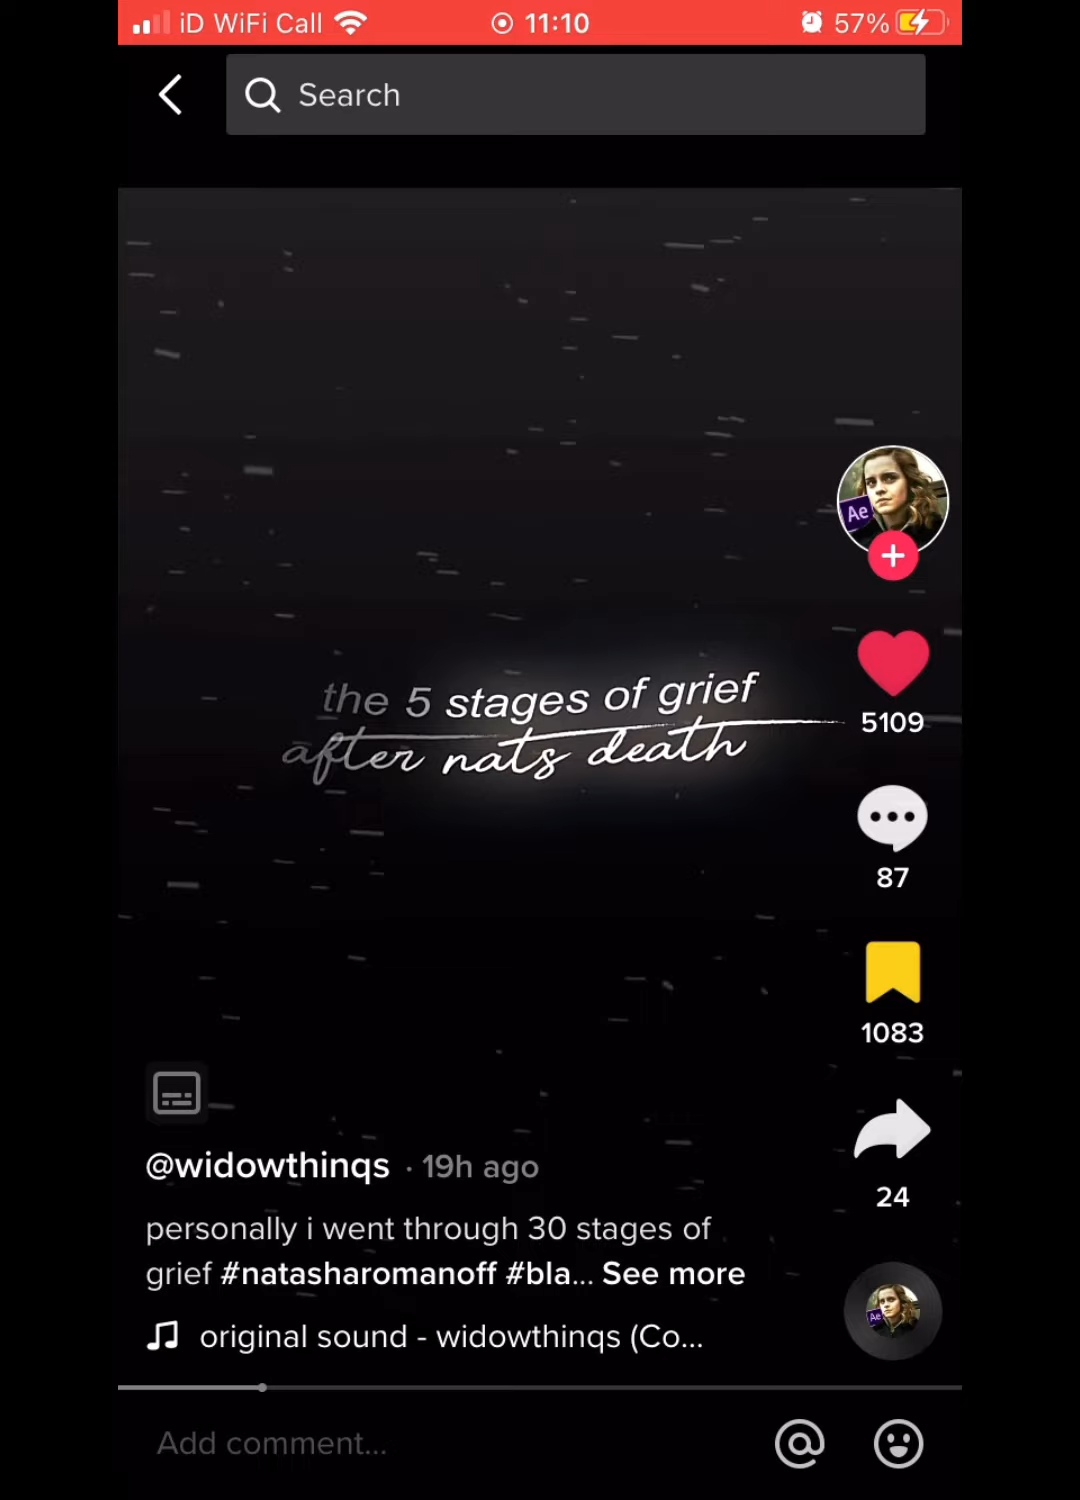 iD WiFi Call 11:10 57%
Search
the 5 stages of grief
after nats death
Ae
5109
87
1083
24
@widowthinqs · 19h ago
personally i went through 30 stages of
grief #natasharomanoff #bla... See more
original sound - widowthinqs (Co...
Ae
Add comment...